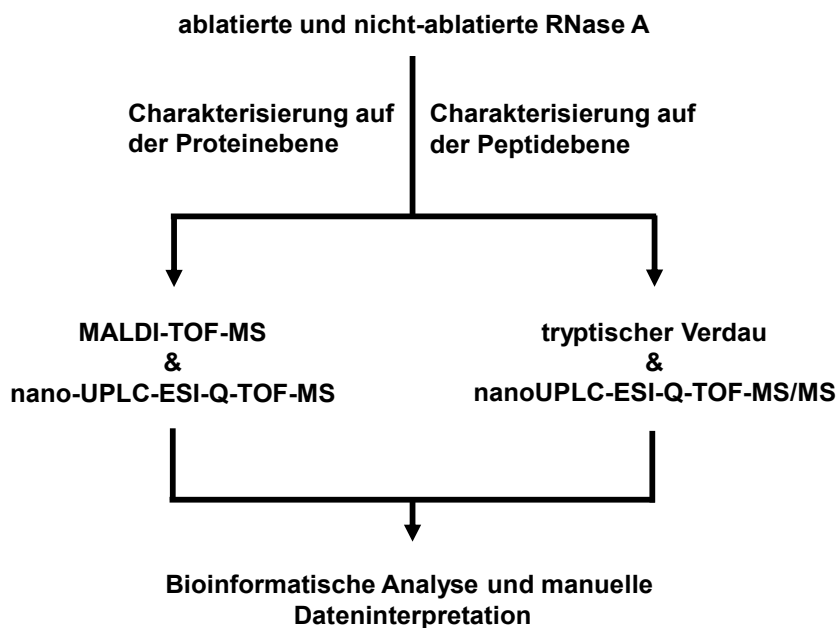 ablatierte und nicht-ablatierte RNase A
Charakterisierung auf
der Proteinebene
Charakterisierung auf
der Peptidebene
MALDI-TOF-MS
&
nano-UPLC-ESI-Q-TOF-MS
tryptischer Verdau
&
nanoUPLC-ESI-Q-TOF-MS/MS
Bioinformatische Analyse und manuelle
Dateninterpretation